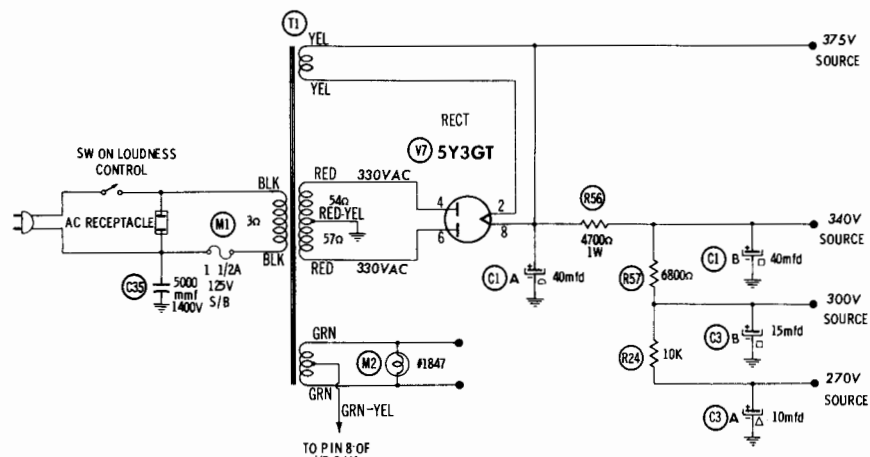 T1
YEL
YEL
375V
SOURCE
RECT
V7 5Y3GT
SW ON LOUDNESS
CONTROL
BLK
RED
330VAC
AC RECEPTACLE
M1
3Ω
54Ω
RED-YEL
57Ω
4
2
6
8
R56
4700Ω
1W
340V
SOURCE
BLK
RED
330VAC
C35
5000
mmf
1400V
1 1/2A
125V
S/B
C1 A
40mfd
R57
6800Ω
C1 B
40mfd
300V
SOURCE
GRN
M2
#1847
GRN
GRN-YEL
R24
10K
C3 B
15mfd
270V
SOURCE
C3 A
10mfd
TO PIN 8 OF